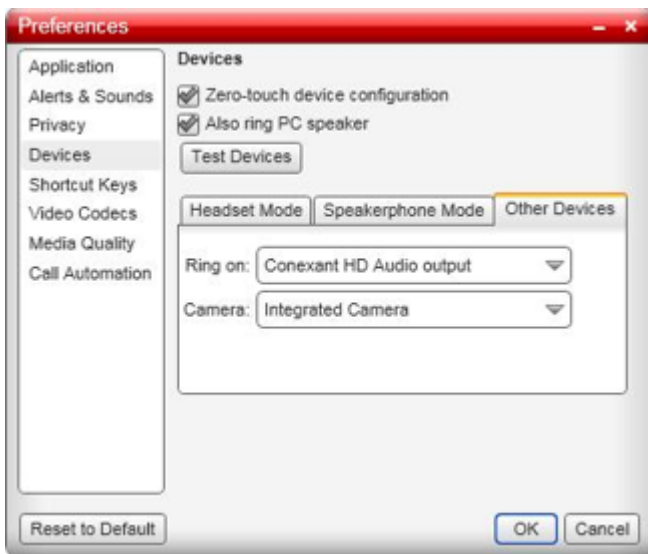 Preferences
Application
Alerts & Sounds
Privacy
Devices
Shortcut Keys
Video Codecs
Media Quality
Call Automation
Devices
Zero-touch device configuration
Also ring PC speaker
Test Devices
Headset Mode Speakerphone Mode Other Devices
Ring on: Conexant HD Audio output
Camera: Integrated Camera
Reset to Default OK Cancel